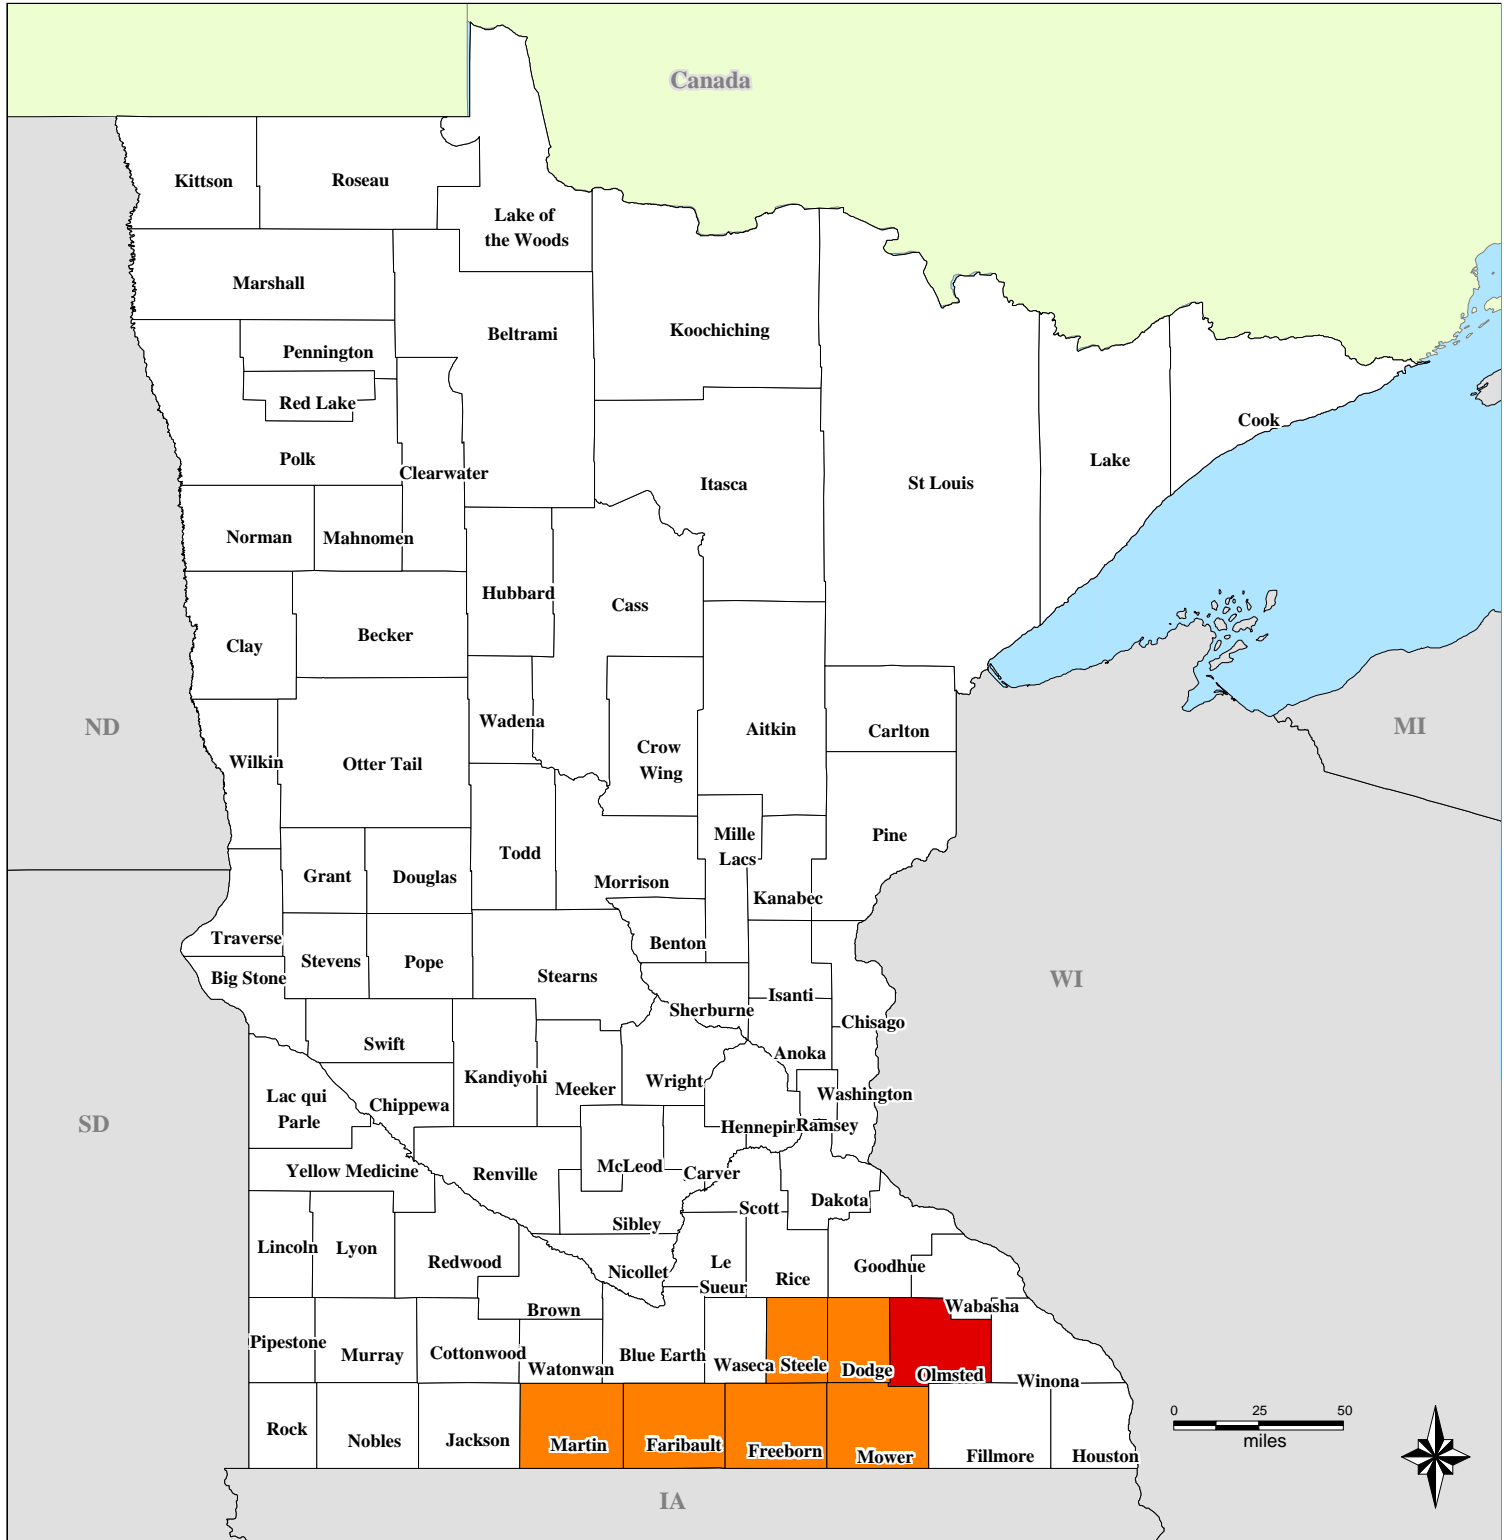 Canada
Kittson
Roseau
Lake of
the Woods
Marshall
Koochiching
Beltrami
Pennington
Red Lake
Cook
Polk
Clearwater
Lake
Itasca
St Louis
Norman
Mahnomen
Hubbard
Cass
Clay
Becker
ND
Wadena
Aitkin
Carlton
MI
Wilkin
Otter Tail
Crow
Wing
Mille
Lacs
Pine
Todd
Grant
Douglas
Morrison
Kanabec
Traverse
Benton
Stevens
Pope
Big Stone
Stearns
WI
Isanti
Sherburne
Chisago
Swift
Anoka
Kandiyohi
Meeker
Wright
Lac qui
Parle
Chippewa
Washington
SD
Hennepin
Ramsey
Yellow Medicine
Renville
McLeod
Carver
Dakota
Scott
Sibley
Lincoln
Lyon
Redwood
Nicollet
Le
Sueur
Rice
Goodhue
Brown
Wabasha
Pipestone
Murray
Cottonwood
Watonwan
Blue Earth
Waseca
Steele
Dodge
Olmsted
Winona
Rock
Nobles
Jackson
Martin
Faribault
Freeborn
Mower
Fillmore
Houston
0 25 50
miles
IA